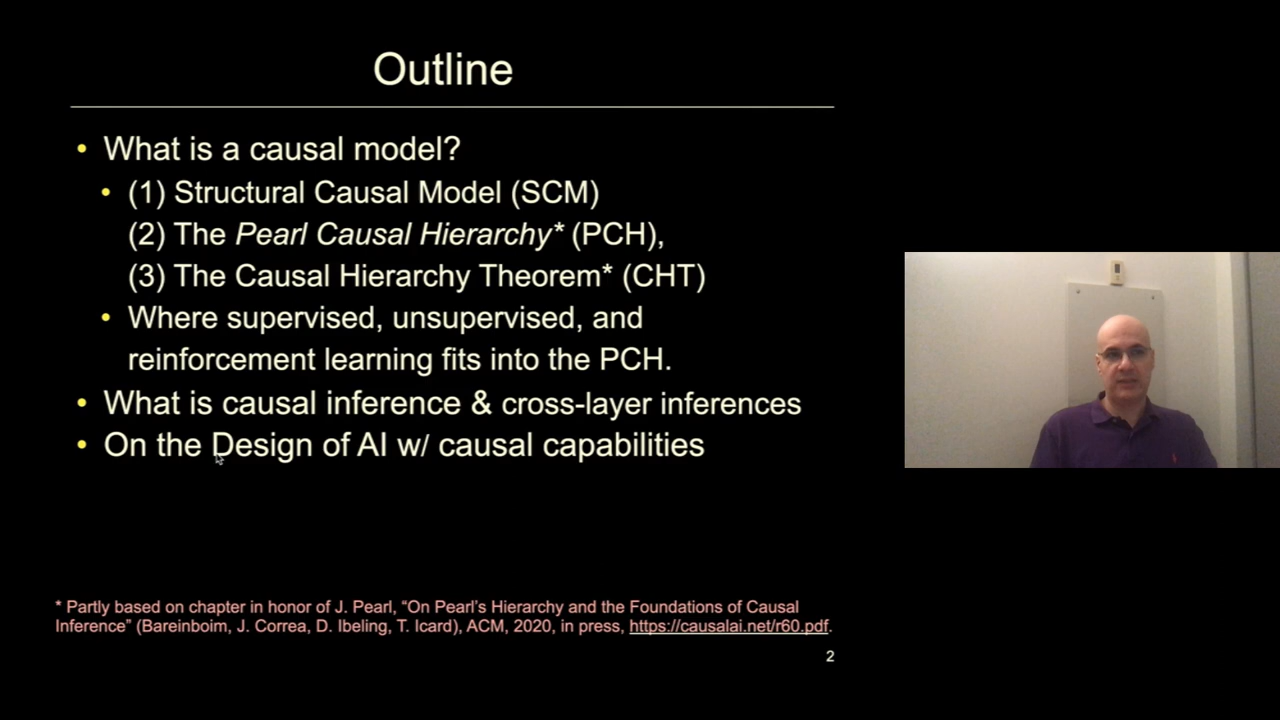 Outline
• What is a causal model?
• (1) Structural Causal Model (SCM)
(2) The Pearl Causal Hierarchy* (PCH),
(3) The Causal Hierarchy Theorem* (CHT)
• Where supervised, unsupervised, and
reinforcement learning fits into the PCH.
• What is causal inference & cross-layer inferences
• On the Design of AI w/ causal capabilities
* Partly based on chapter in honor of J. Pearl, “On Pearl’s Hierarchy and the Foundations of Causal
Inference” (Bareinboim, J. Correa, D. Ibeling, T. Icard), ACM, 2020, in press, https://causalai.net/r60.pdf.
2